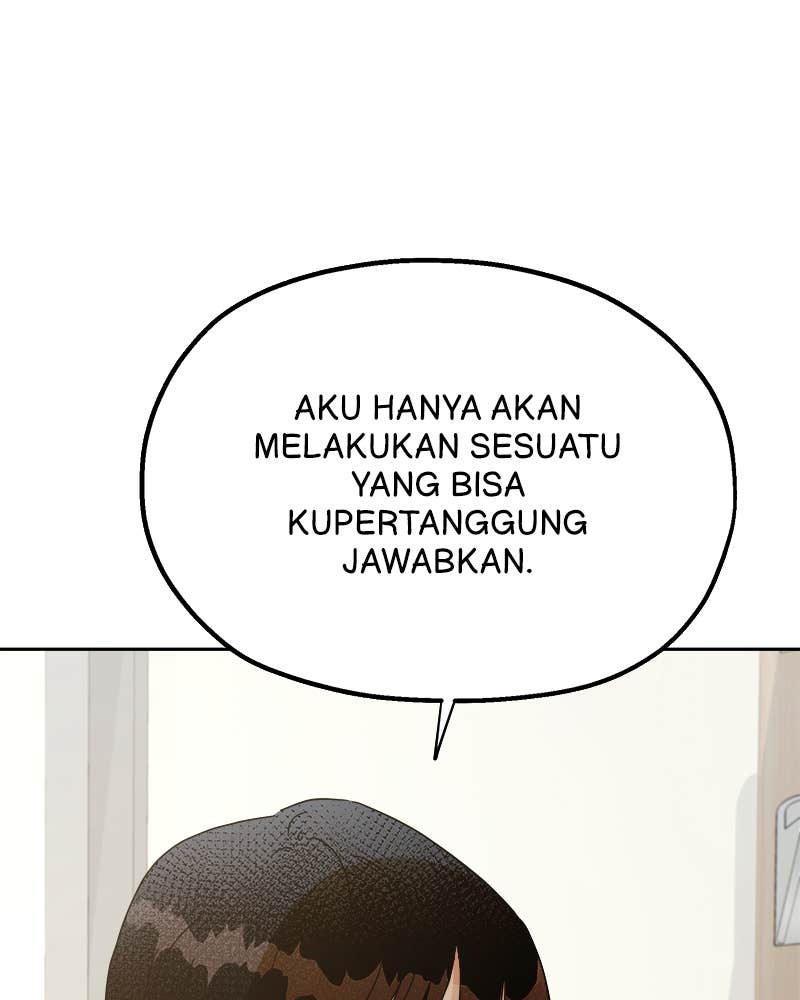 AKU HANYA AKAN
MELAKUKAN SESUATU
YANG BISA
KUPERTANGGUNG
JAWABKAN.